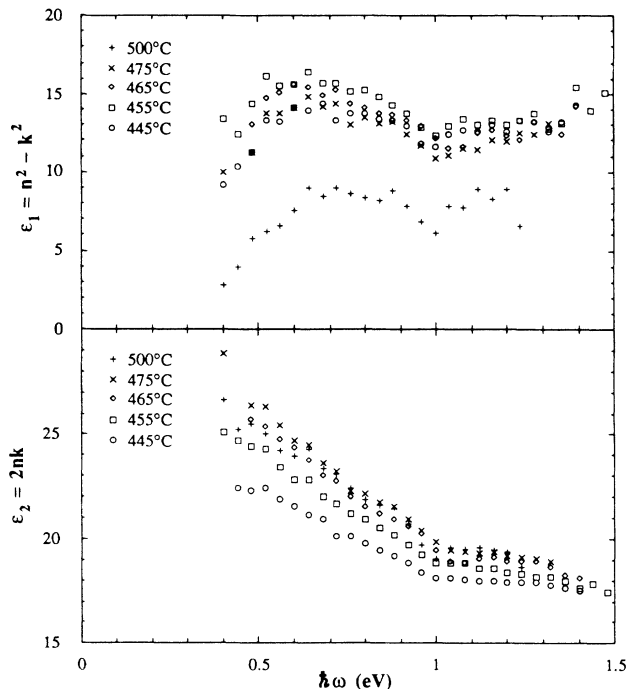 ε₁ = n² − k²
20
15
10
5
0
+ 500°C
× 475°C
◇ 465°C
□ 455°C
○ 445°C
ε₂ = 2nk
25
20
15
+ 500°C
× 475°C
◇ 465°C
□ 455°C
○ 445°C
0 0.5 1 1.5
ℏω (eV)